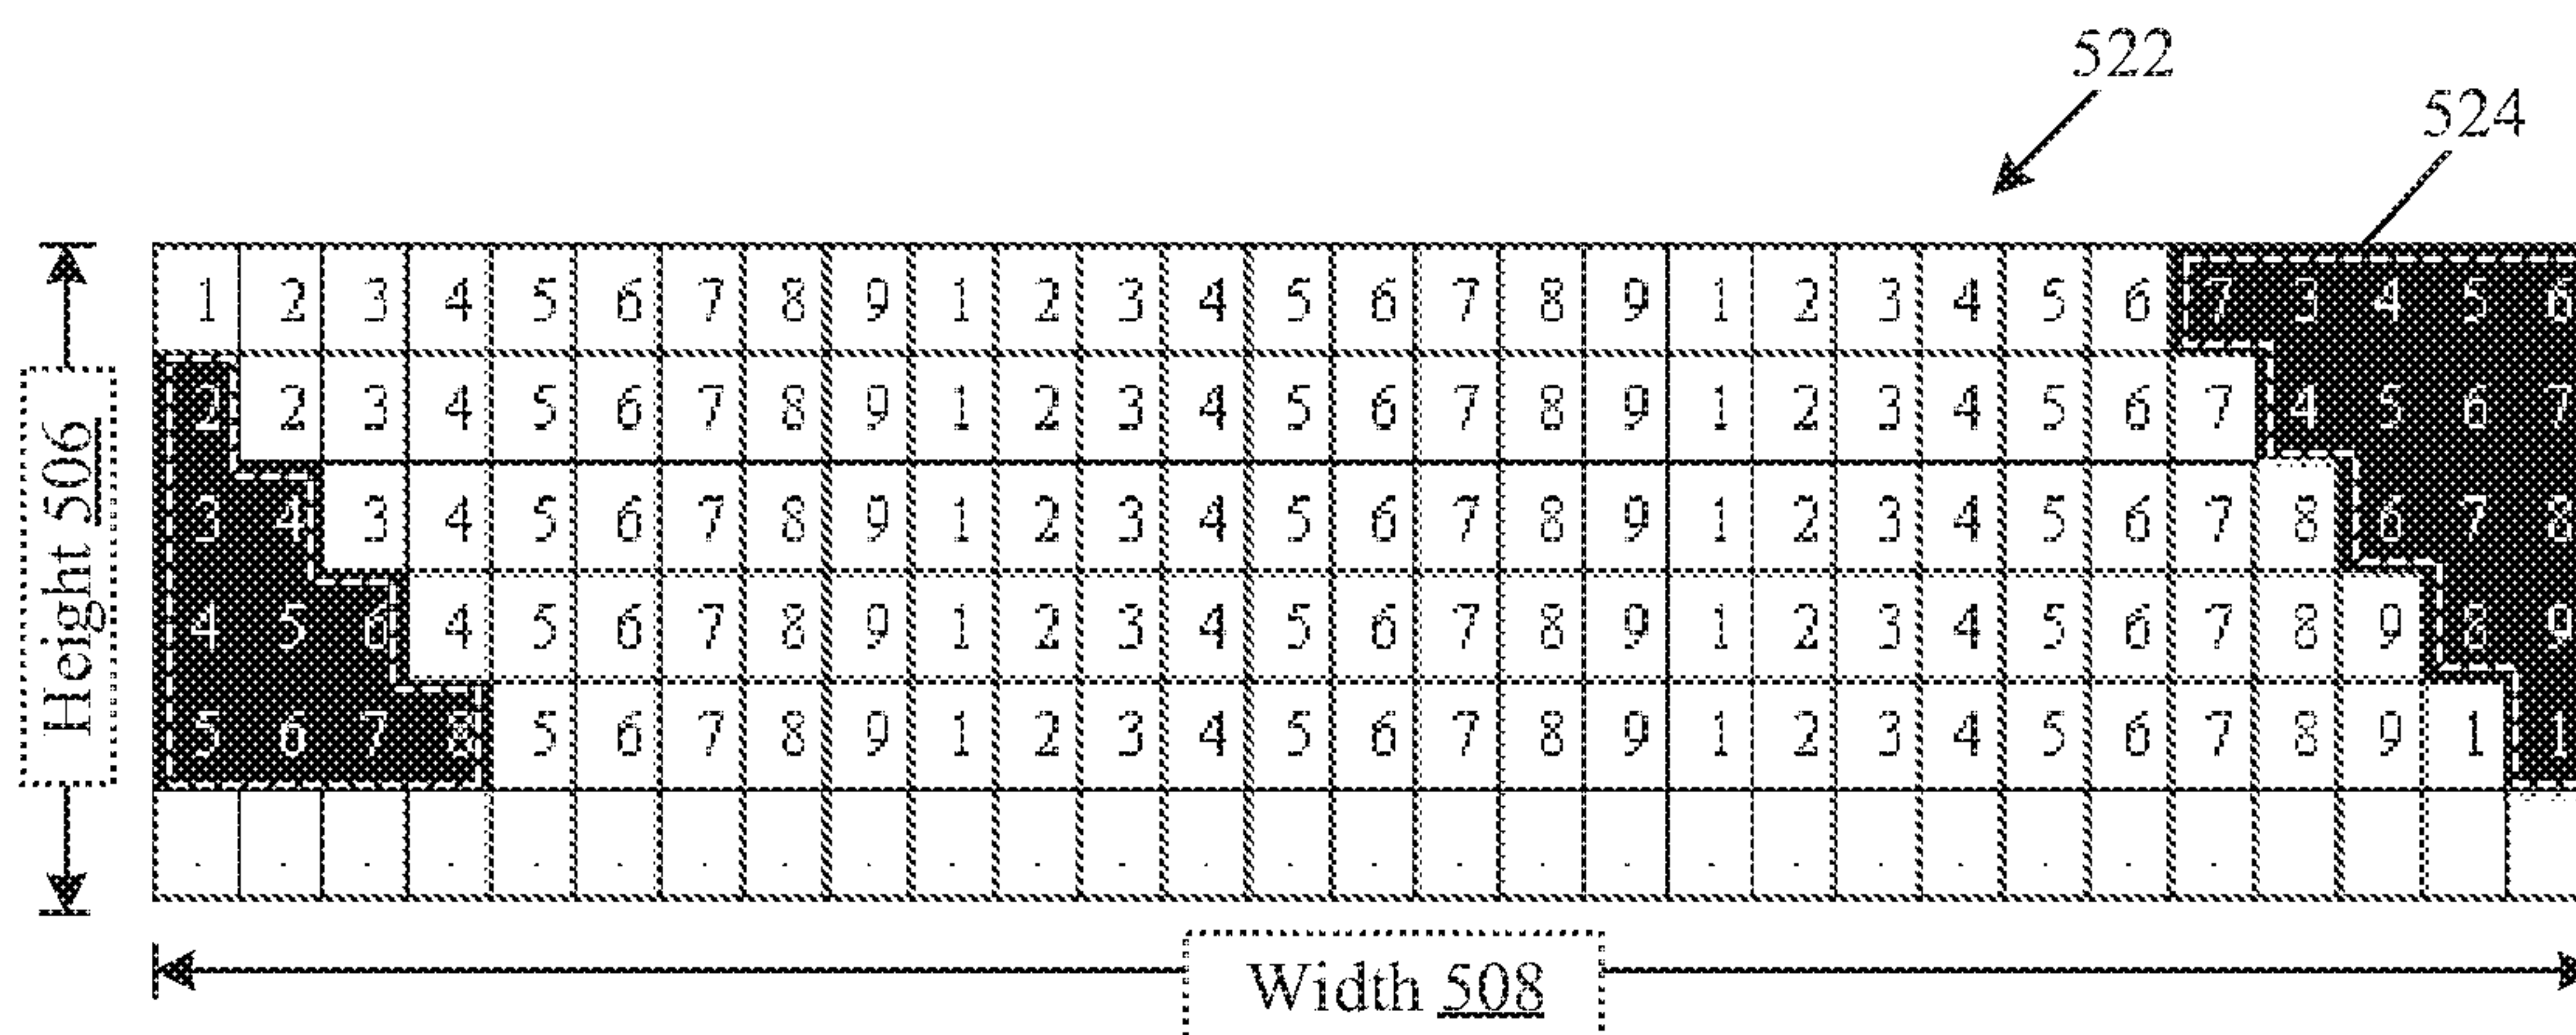 522
524
1 2 3 4 5 6 7 8 9 1 2 3 4 5 6 7 8 9 1 2 3 4 5 6 7 3 4 5 6
2 2 3 4 5 6 7 8 9 1 2 3 4 5 6 7 8 9 1 2 3 4 5 6 7 4 5 6 7
3 4 3 4 5 6 7 8 9 1 2 3 4 5 6 7 8 9 1 2 3 4 5 6 7 8 6 7 8
4 5 6 4 5 6 7 8 9 1 2 3 4 5 6 7 8 9 1 2 3 4 5 6 7 8 9 8 9
5 6 7 8 5 6 7 8 9 1 2 3 4 5 6 7 8 9 1 2 3 4 5 6 7 8 9 1 1
. . . . . . . . . . . . . . . . . . . . . . . . .
Height 506
Width 508